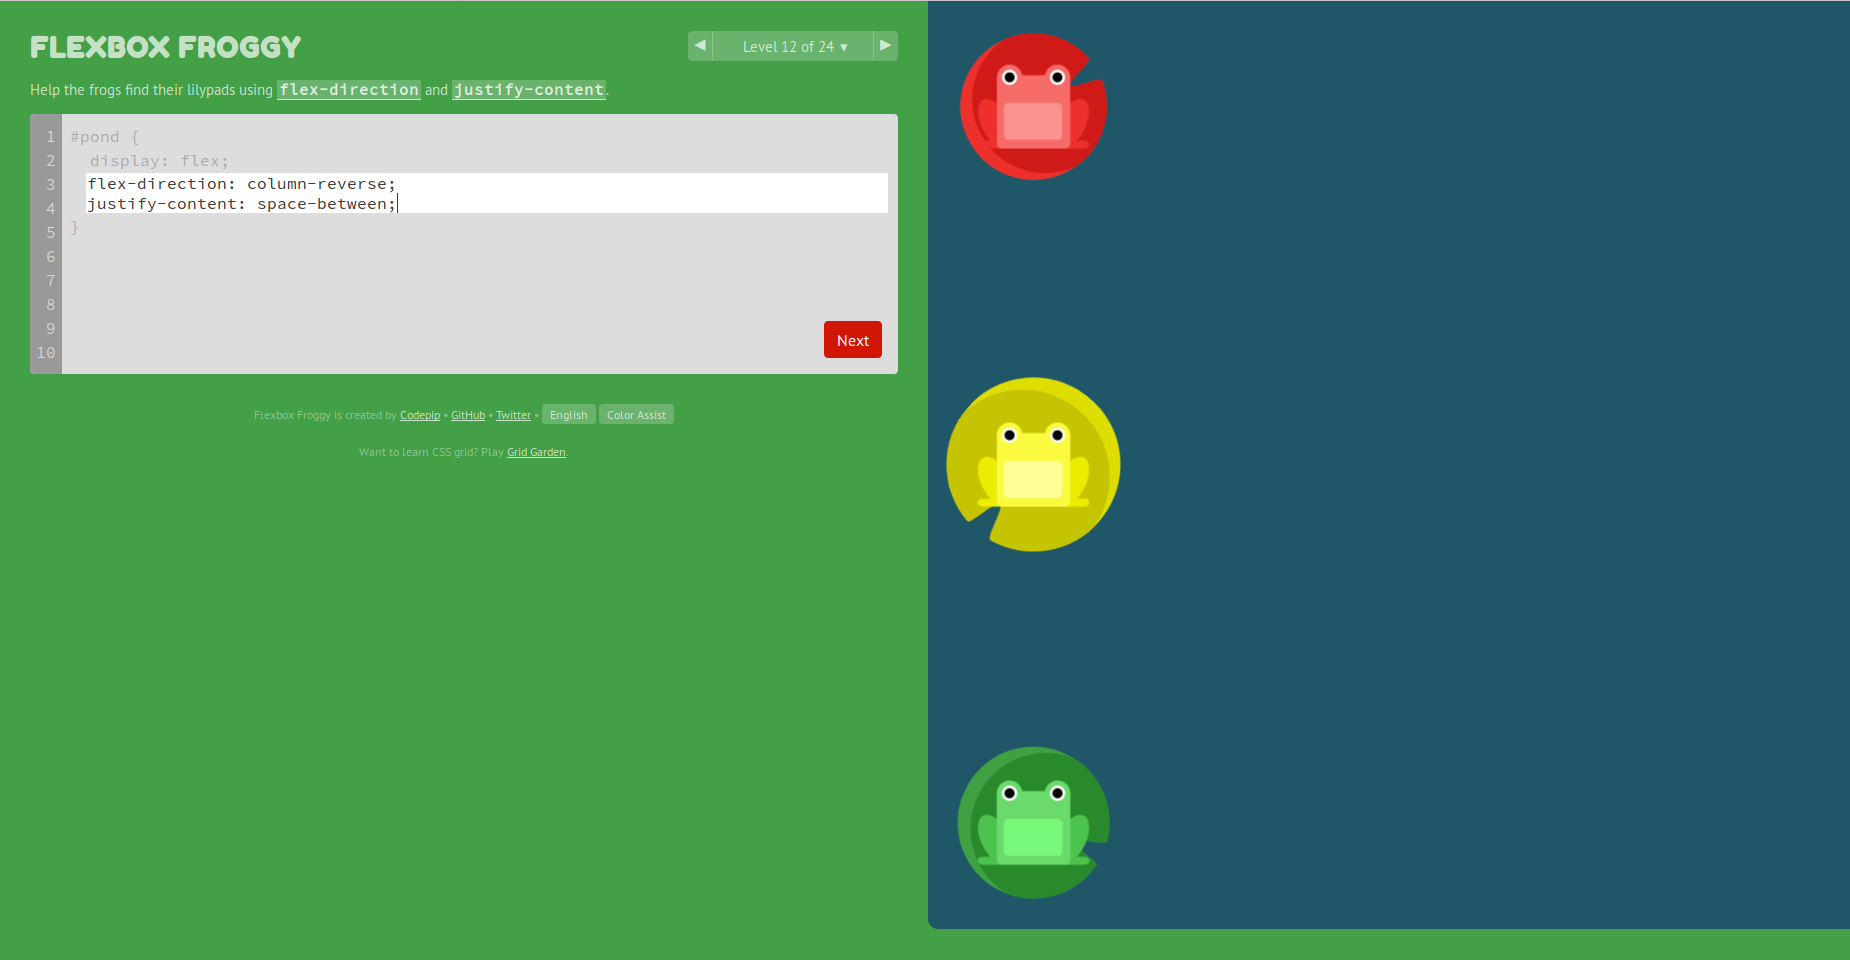 FLEXBOX FROGGY
◀ Level 12 of 24 ▾ ▶
Help the frogs find their lilypads using flex-direction and justify-content.
1 #pond {
2 display: flex;
3 flex-direction: column-reverse;
4 justify-content: space-between;
5 }
6
7
8
9
10
Next
Flexbox Froggy is created by Codepip • GitHub • Twitter • English Color Assist
Want to learn CSS grid? Play Grid Garden.